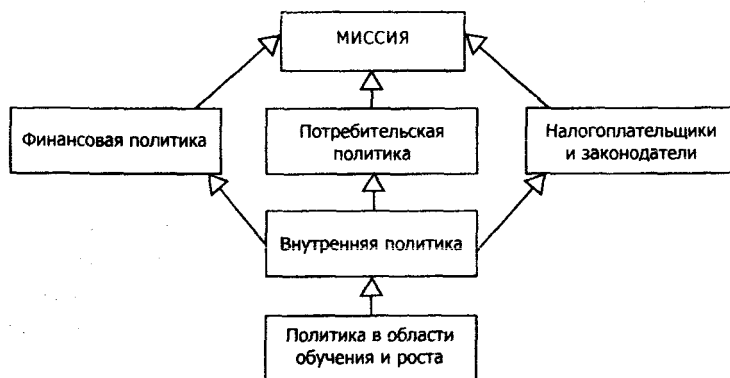 МИССИЯ
Финансовая политика
Потребительская
политика
Налогоплательщики
и законодатели
Внутренняя политика
Политика в области
обучения и роста